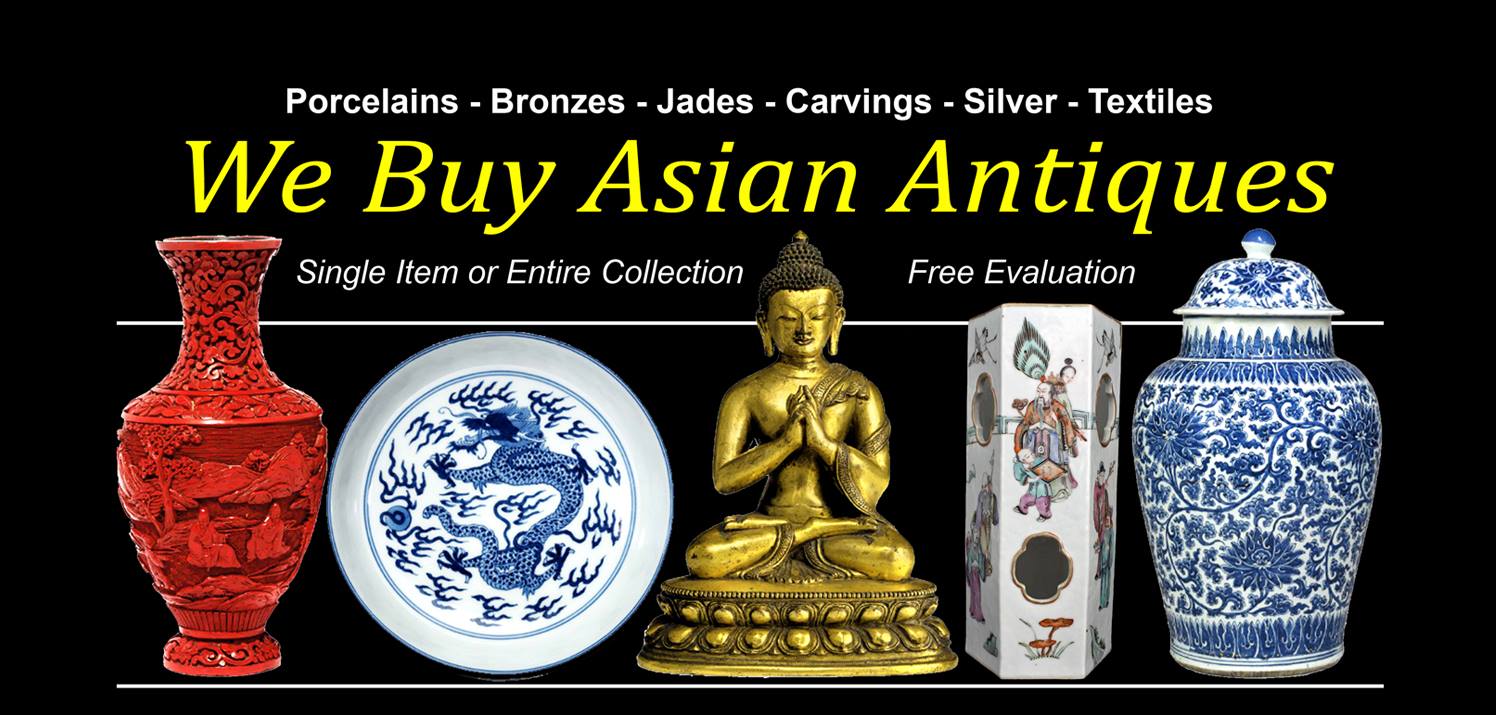 Porcelains - Bronzes - Jades - Carvings - Silver - Textiles
We Buy Asian Antiques
Single Item or Entire Collection Free Evaluation